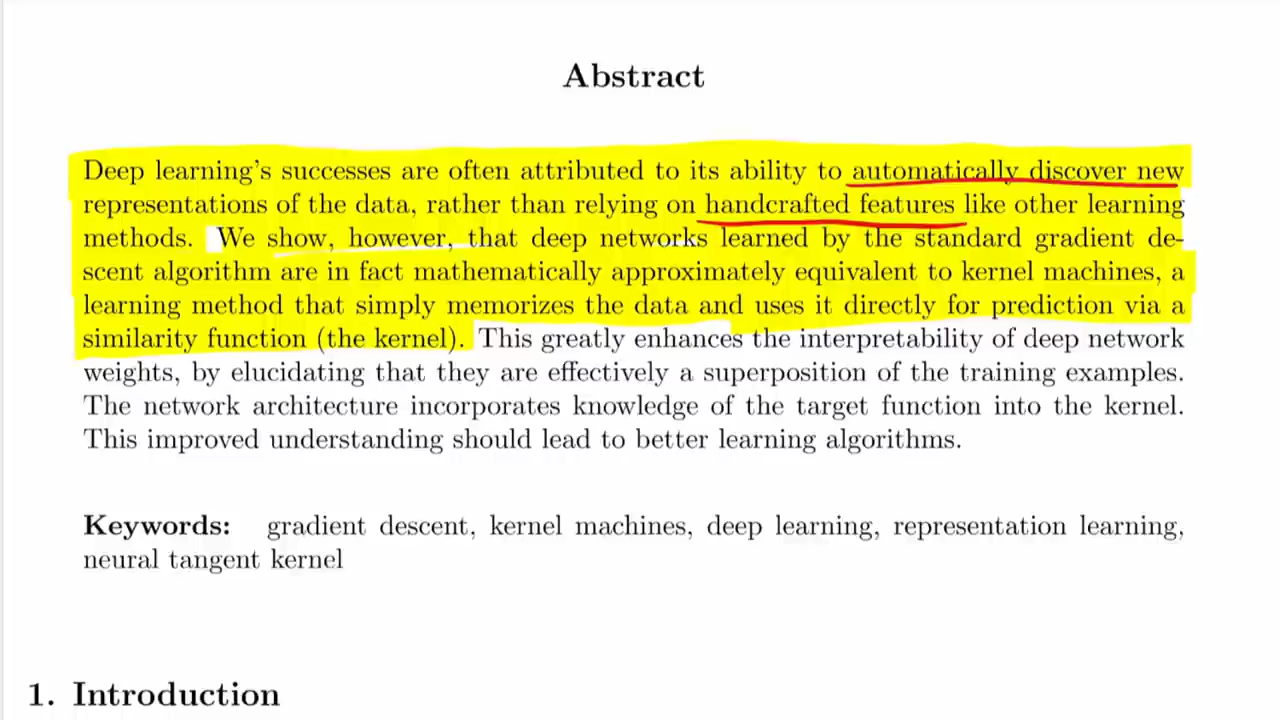 Abstract
Deep learning's successes are often attributed to its ability to automatically discover new
representations of the data, rather than relying on handcrafted features like other learning
methods. We show, however, that deep networks learned by the standard gradient de-
scent algorithm are in fact mathematically approximately equivalent to kernel machines, a
learning method that simply memorizes the data and uses it directly for prediction via a
similarity function (the kernel). This greatly enhances the interpretability of deep network
weights, by elucidating that they are effectively a superposition of the training examples.
The network architecture incorporates knowledge of the target function into the kernel.
This improved understanding should lead to better learning algorithms.
Keywords: gradient descent, kernel machines, deep learning, representation learning,
neural tangent kernel
1. Introduction